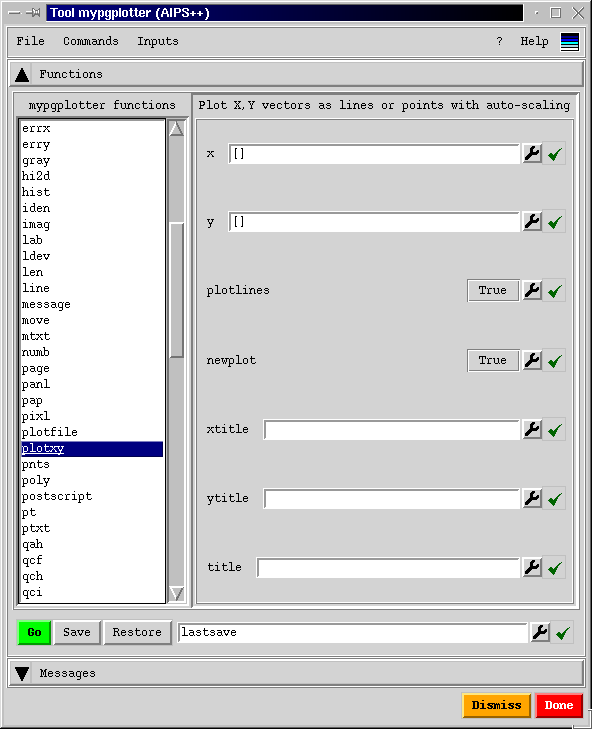 Tool mypgplotter (AIPS++)
File Commands Inputs ? Help
Functions
mypgplotter functions
errx
erry
gray
hi2d
hist
iden
imag
lab
ldev
len
line
message
move
mtxt
numb
page
panl
pap
pixl
plotfile
plotxy
pnts
poly
postscript
pt
ptxt
qah
qcf
qch
qci
Plot X,Y vectors as lines or points with auto-scaling
x []
y []
plotlines True
newplot True
xtitle
ytitle
title
Go Save Restore lastsave
Messages
Dismiss Done